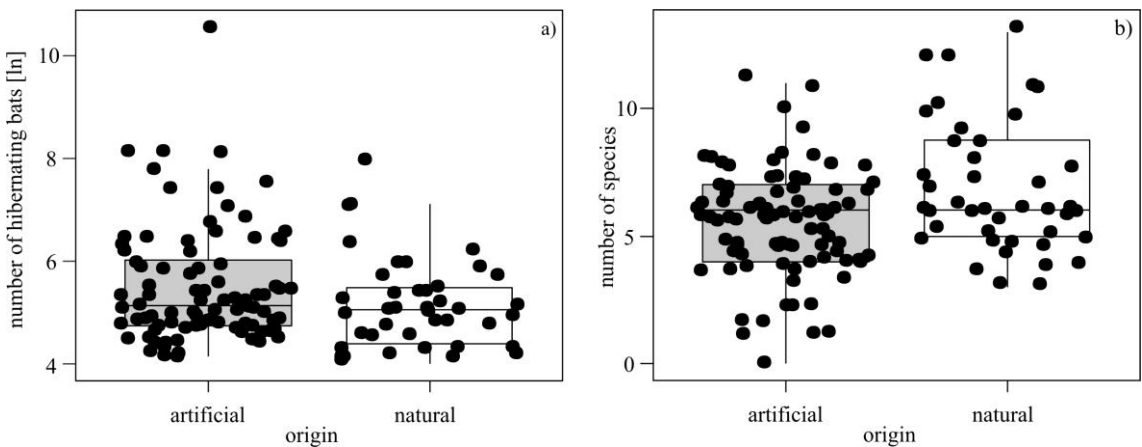 a)
number of hibernating bats [ln]
10
8
6
4
artificial
natural
origin
b)
number of species
10
5
0
artificial
natural
origin